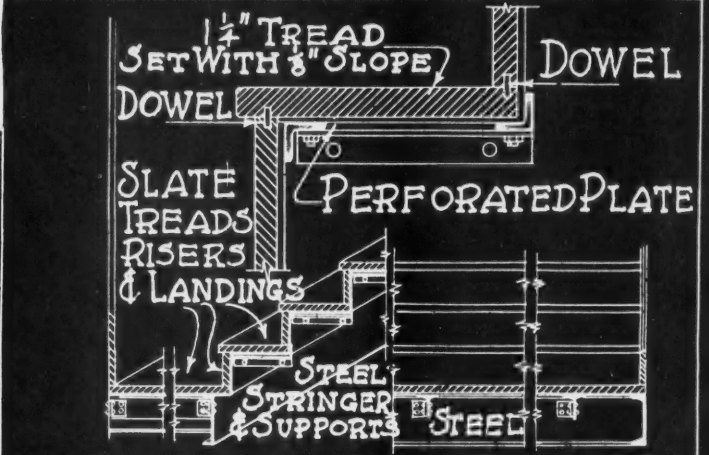 1¼" TREAD
SET WITH ⅛" SLOPE
DOWEL
DOWEL
SLATE
TREADS
RISERS
& LANDINGS
PERFORATED PLATE
STEEL
STRINGER
& SUPPORTS
STEEL